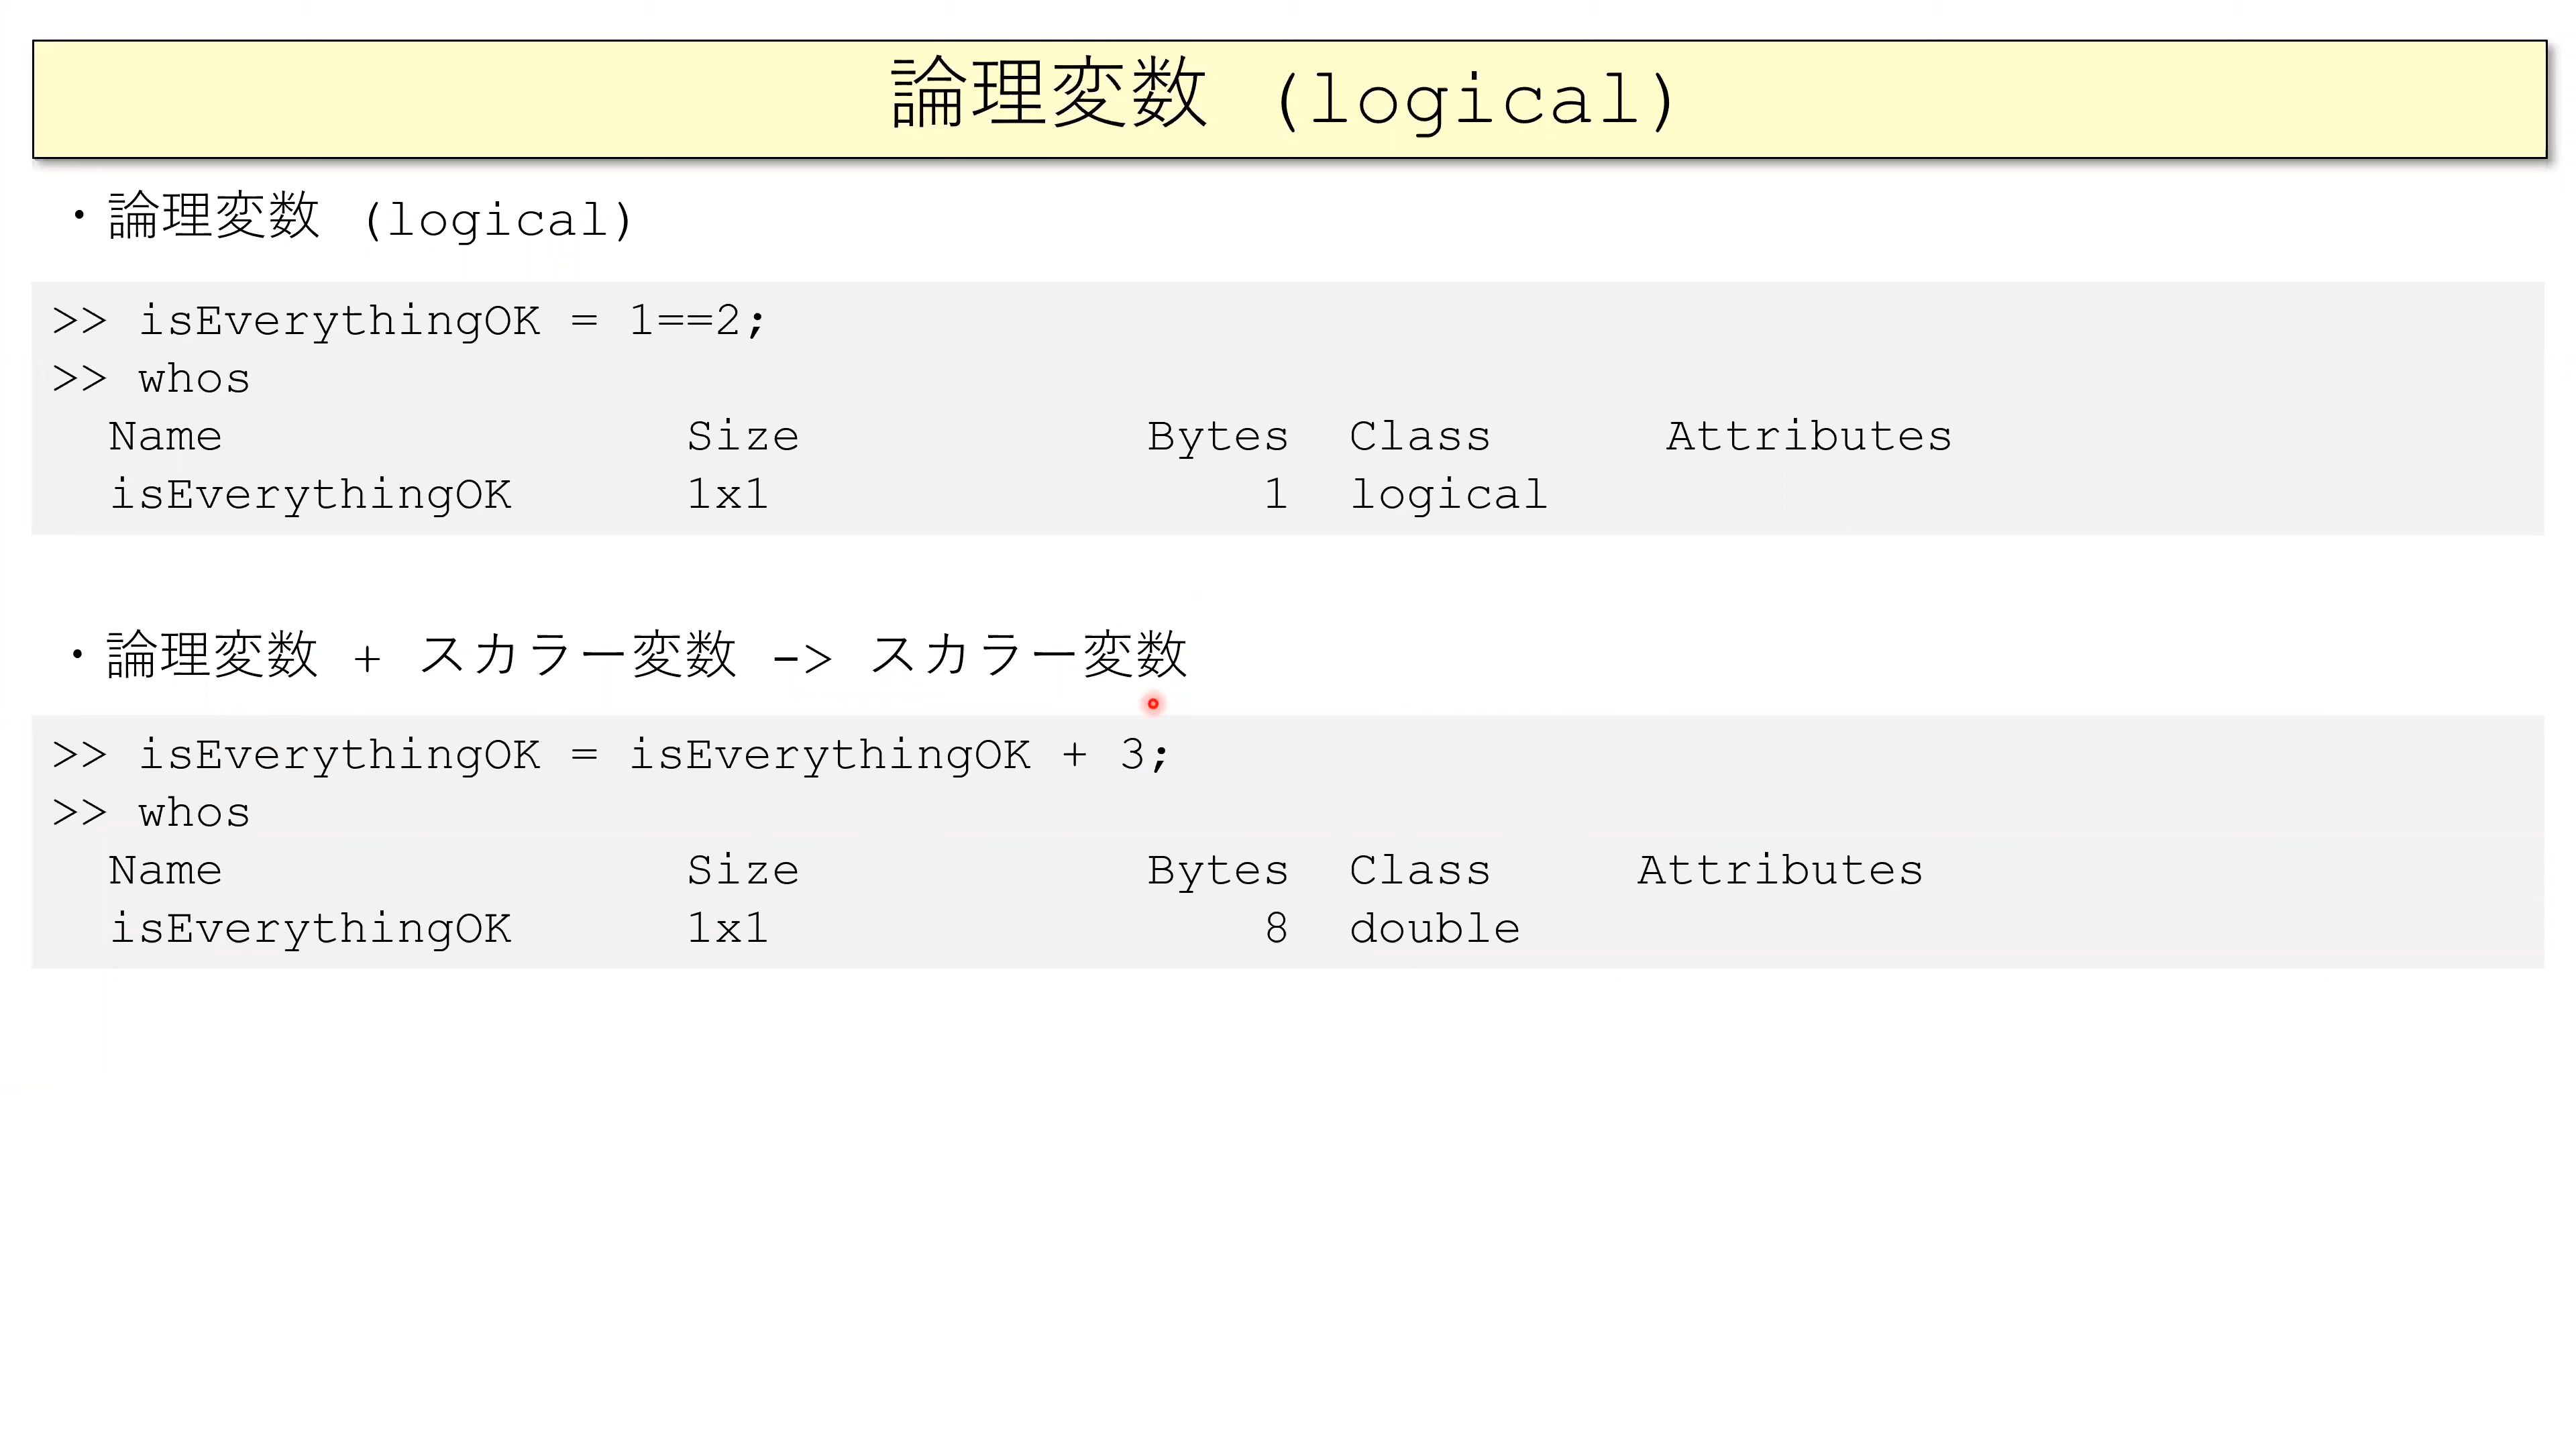 論理変数 (logical)
・論理変数 (logical)
>> isEverythingOK = 1==2;
>> whos
  Name                Size                Bytes  Class      Attributes
  isEverythingOK      1x1                     1  logical
・論理変数 + スカラー変数 -> スカラー変数
>> isEverythingOK = isEverythingOK + 3;
>> whos
  Name                Size                Bytes  Class     Attributes
  isEverythingOK      1x1                     8  double